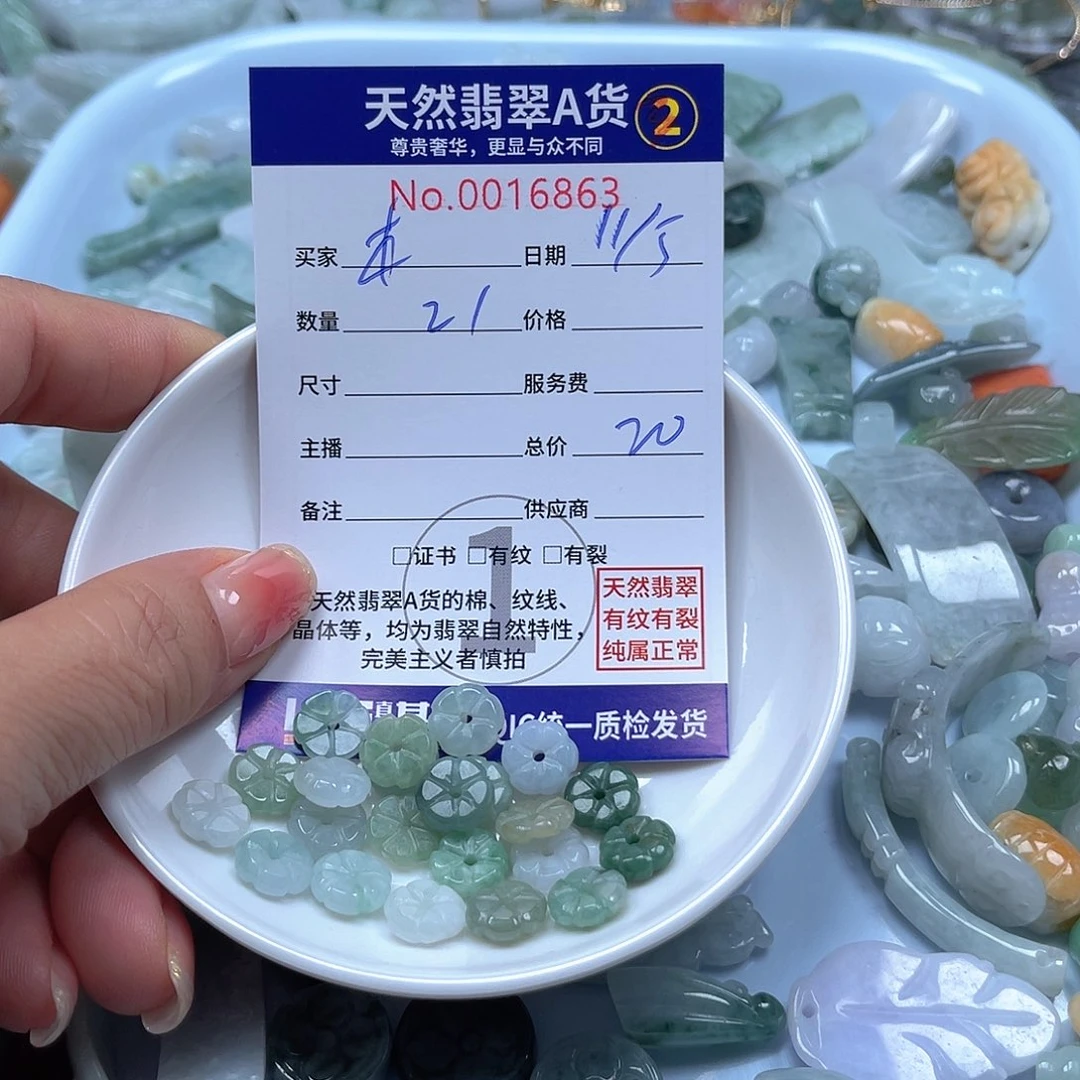 天然翡翠A货 2
尊贵奢华，更显与众不同
No.0016863
买家 日期 11/5
数量 21 价格
尺寸 服务费
主播 总价 20
备注 供应商
1
□证书 □有纹 □有裂
天然翡翠A货的棉、纹线、
晶体等，均为翡翠自然特性，
完美主义者慎拍
天然翡翠
有纹有裂
纯属正常
统一质检发货